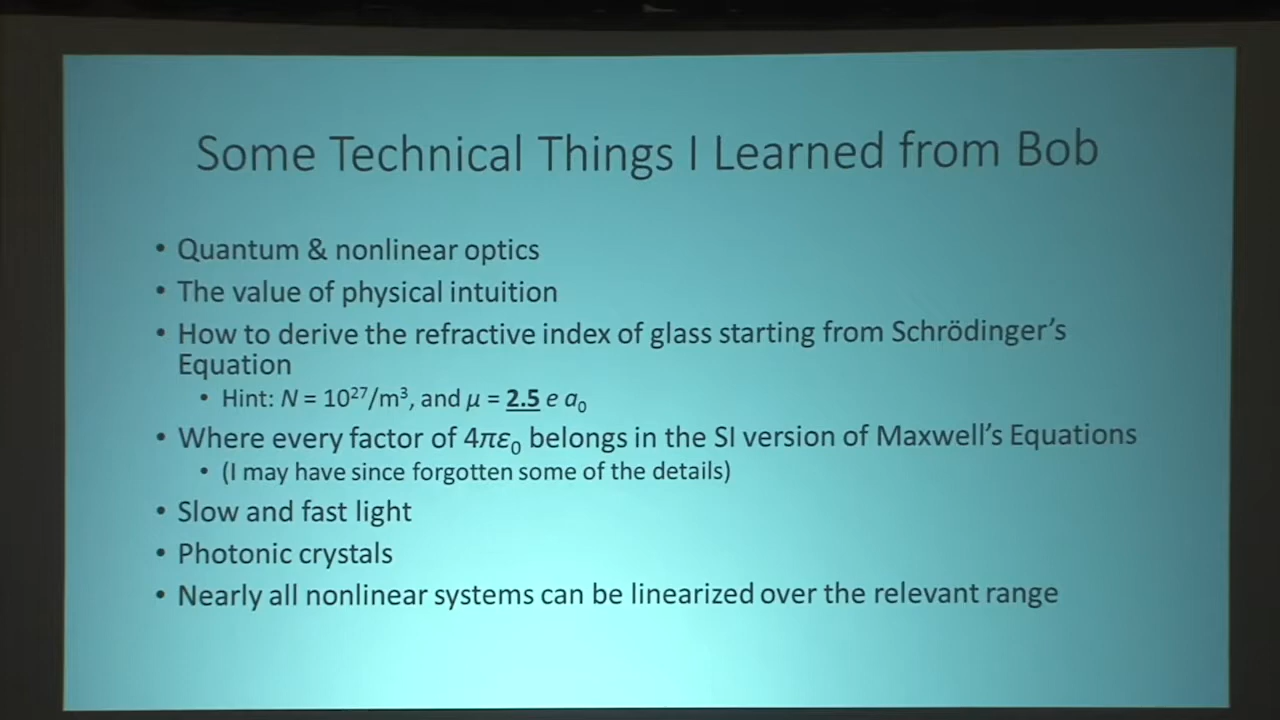 Some Technical Things I Learned from Bob
• Quantum & nonlinear optics
• The value of physical intuition
• How to derive the refractive index of glass starting from Schrödinger’s
Equation
• Hint: N = 10²⁷/m³, and μ = 2.5 e a₀
• Where every factor of 4πε₀ belongs in the SI version of Maxwell’s Equations
• (I may have since forgotten some of the details)
• Slow and fast light
• Photonic crystals
• Nearly all nonlinear systems can be linearized over the relevant range